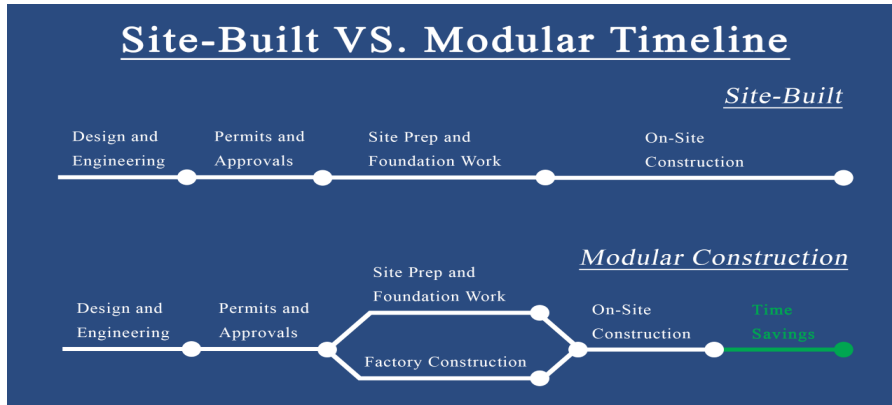 Site-Built VS. Modular Timeline
Site-Built
Design and
Engineering
Permits and
Approvals
Site Prep and
Foundation Work
On-Site
Construction
Modular Construction
Site Prep and
Foundation Work
Design and
Engineering
Permits and
Approvals
Factory Construction
On-Site
Construction
Time
Savings